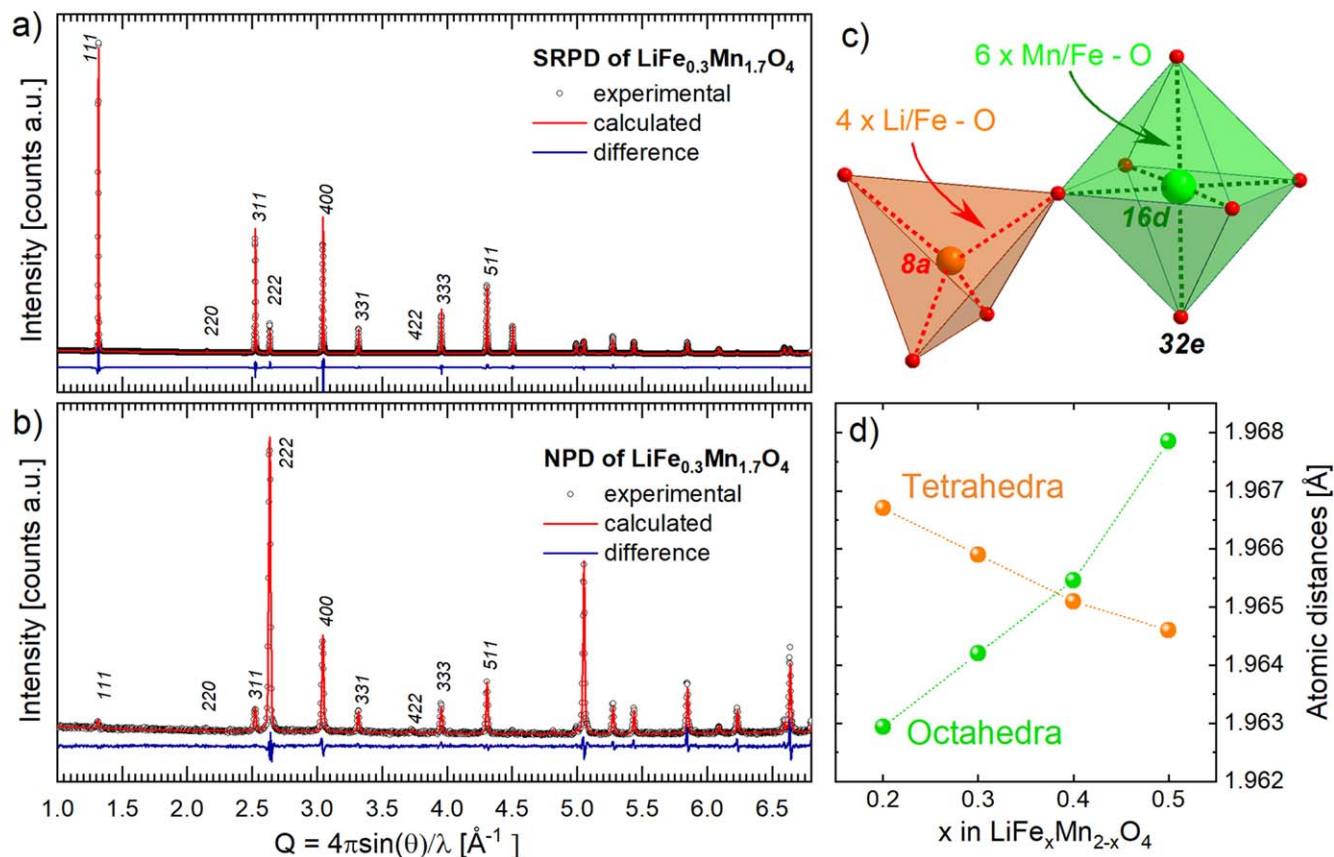 a)
SRPD of LiFe0.3Mn1.7O4
experimental
calculated
difference
Intensity [counts a.u.]
111
220
311
222
400
331
422
333
511
b)
NPD of LiFe0.3Mn1.7O4
experimental
calculated
difference
Intensity [counts a.u.]
111
220
311
222
400
331
422
333
511
1.0 1.5 2.0 2.5 3.0 3.5 4.0 4.5 5.0 5.5 6.0 6.5
Q = 4πsin(θ)/λ [Å-1 ]
c)
6 x Mn/Fe - O
4 x Li/Fe - O
16d
8a
32e
d)
Tetrahedra
Octahedra
1.968
1.967
1.966
1.965
1.964
1.963
1.962
Atomic distances [Å]
0.2 0.3 0.4 0.5
x in LiFexMn2-xO4